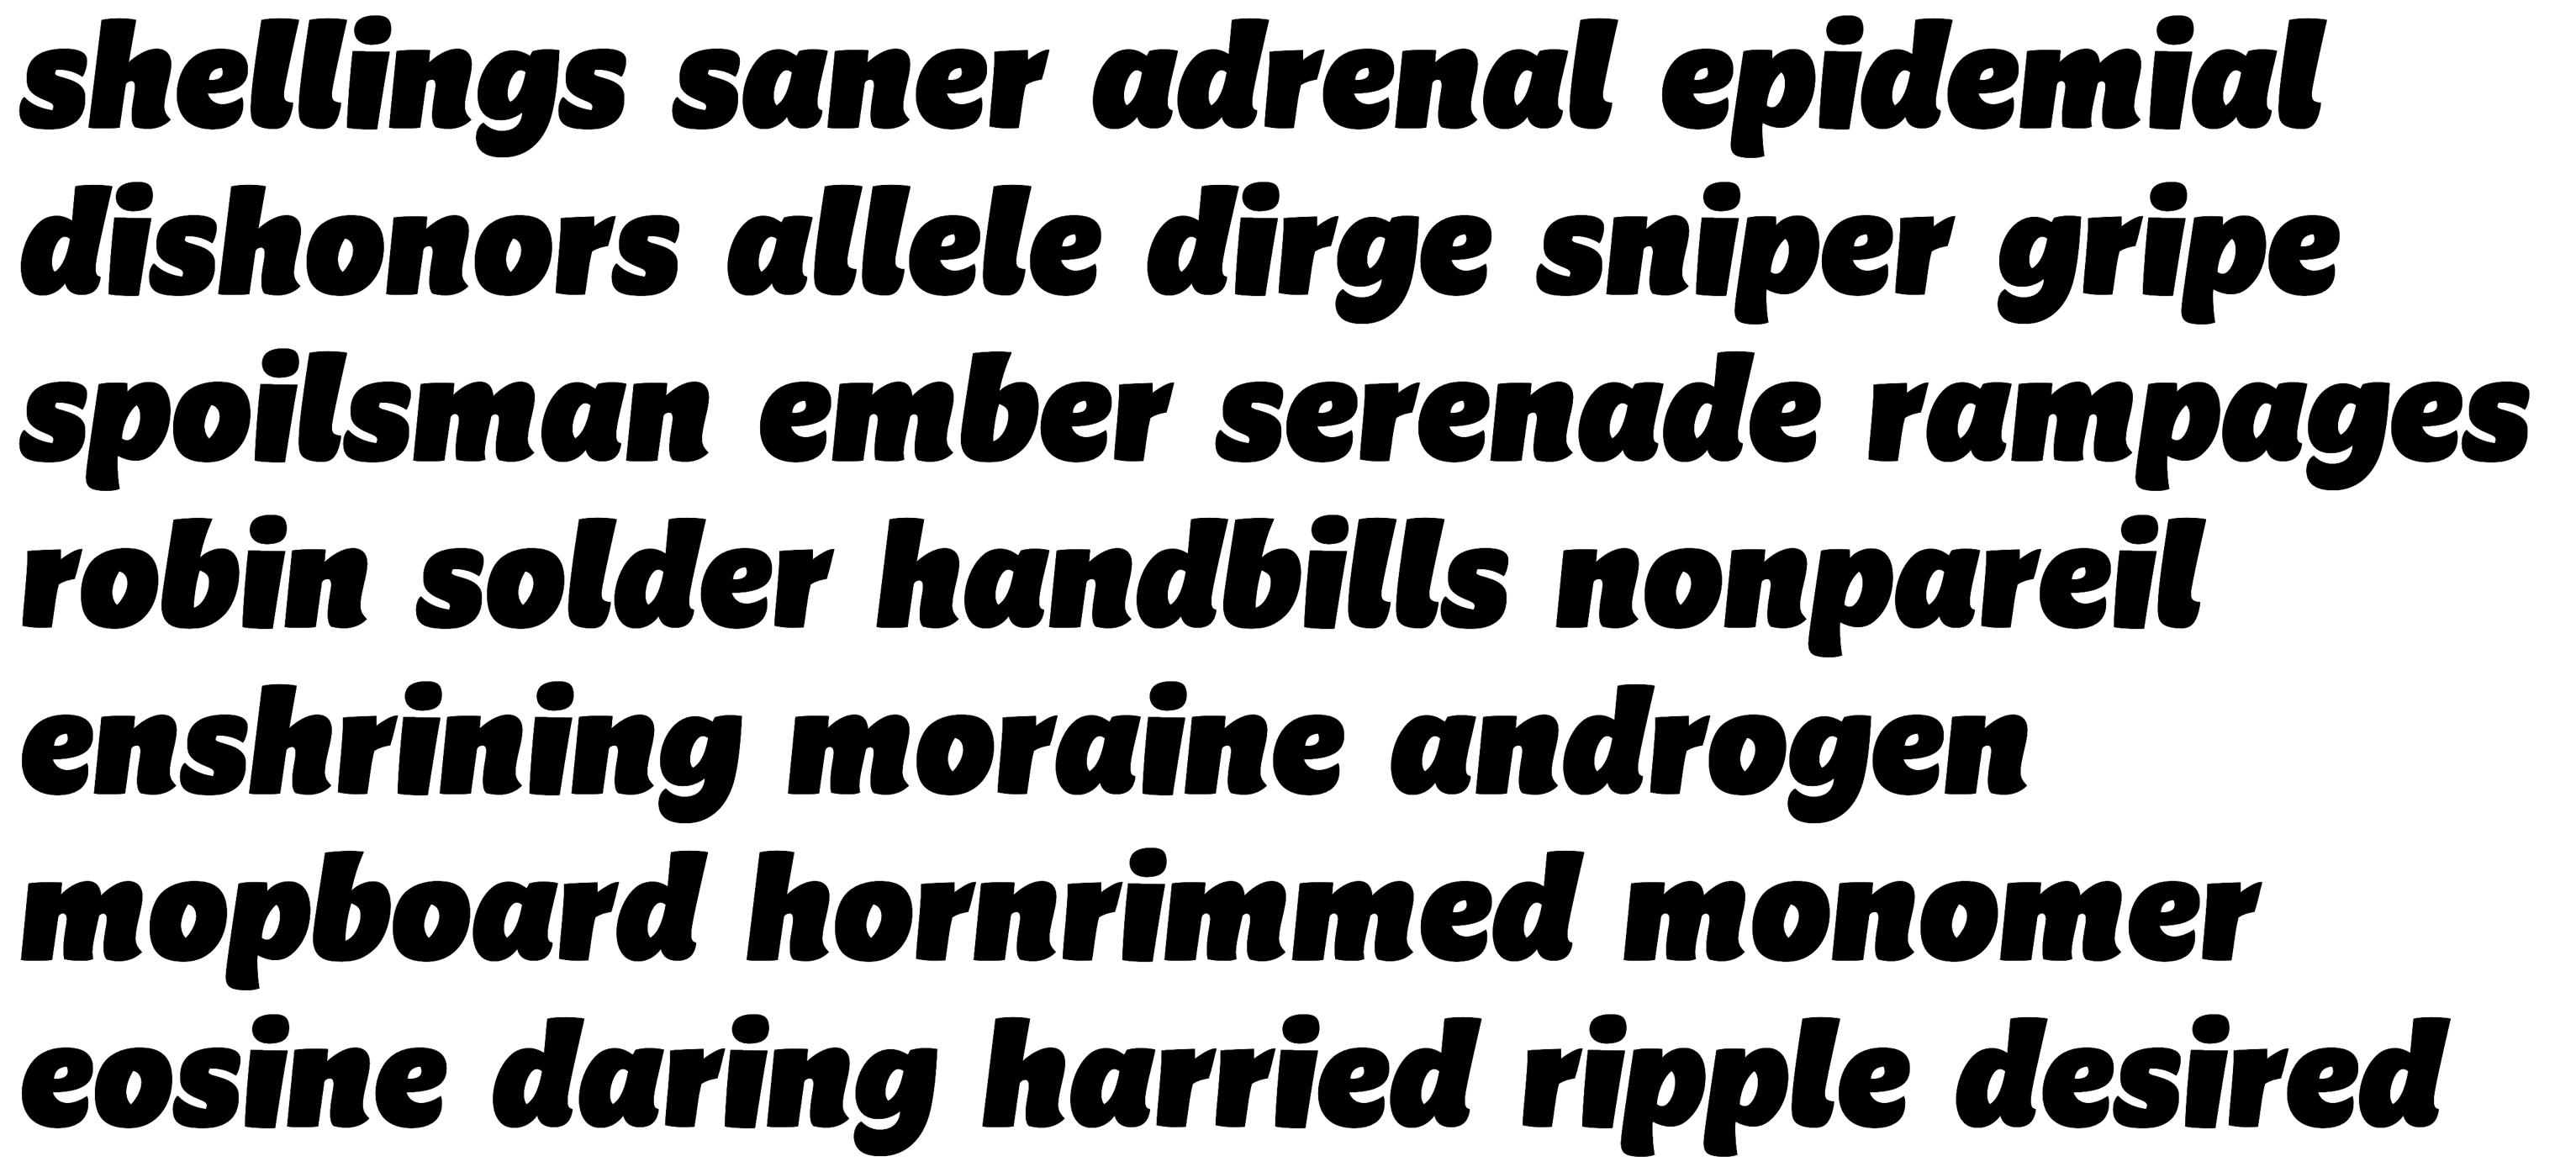 shellings saner adrenal epidemial
dishonors allele dirge sniper gripe
spoilsman ember serenade rampages
robin solder handbills nonpareil
enshrining moraine androgen
mopboard hornrimmed monomer
eosine daring harried ripple desired